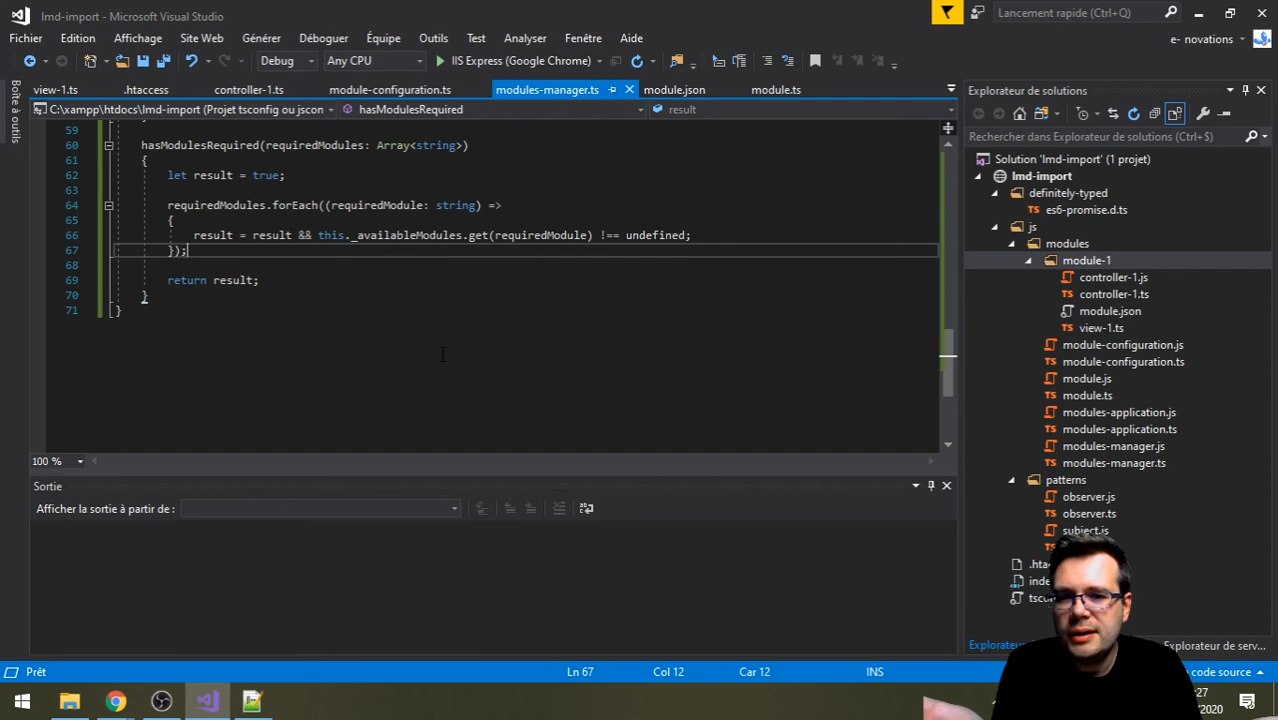 lmd-import - Microsoft Visual Studio
Lancement rapide (Ctrl+Q)
Fichier Edition Affichage Site Web Générer Déboguer Équipe Outils Test Analyser Fenêtre Aide
e- novations
Debug Any CPU IIS Express (Google Chrome)
Boîte à outils
view-1.ts .htaccess controller-1.ts module-configuration.ts modules-manager.ts module.json module.ts
C:\xampp\htdocs\lmd-import (Projet tsconfig ou jscon hasModulesRequired result
59
60 hasModulesRequired(requiredModules: Array<string>)
61 {
62 let result = true;
63
64 requiredModules.forEach((requiredModule: string) =>
65 {
66 result = result && this._availableModules.get(requiredModule) !== undefined;
67 });
68
69 return result;
70 }
71 }
100 %
Sortie
Afficher la sortie à partir de :
Explorateur de solutions
Rechercher dans Explorateur de solutions (Ctrl+$)
Solution 'lmd-import' (1 projet)
lmd-import
definitely-typed
es6-promise.d.ts
js
modules
module-1
controller-1.js
controller-1.ts
module.json
view-1.ts
module-configuration.js
module-configuration.ts
module.js
module.ts
modules-application.js
modules-application.ts
modules-manager.js
modules-manager.ts
patterns
observer.js
observer.ts
subject.js
.htac
inde
tsc
Explorateur de serv...
Prêt Ln 67 Col 12 Car 12 INS
code source